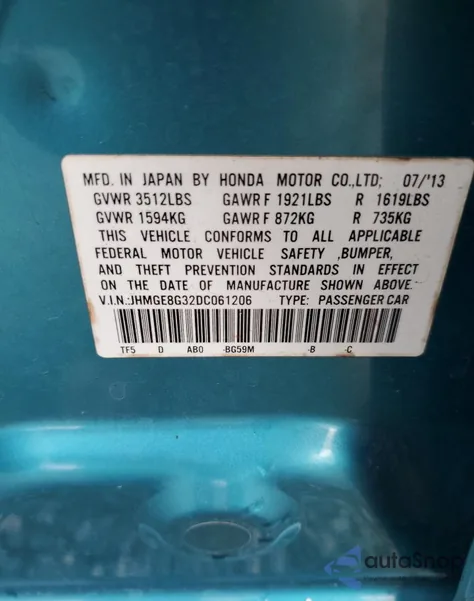 MFD. IN JAPAN BY HONDA MOTOR CO.,LTD; 07/'13
GVWR 3512LBS GAWR F 1921LBS R 1619LBS
GVWR 1594KG GAWR F 872KG R 735KG
THIS VEHICLE CONFORMS TO ALL APPLICABLE
FEDERAL MOTOR VEHICLE SAFETY ,BUMPER,
AND THEFT PREVENTION STANDARDS IN EFFECT
ON THE DATE OF MANUFACTURE SHOWN ABOVE.
V.I.N.:JHMGE8G32DC061206 TYPE: PASSENGER CAR
TF5 D AB0 -BG59M -B -C
autoSnap